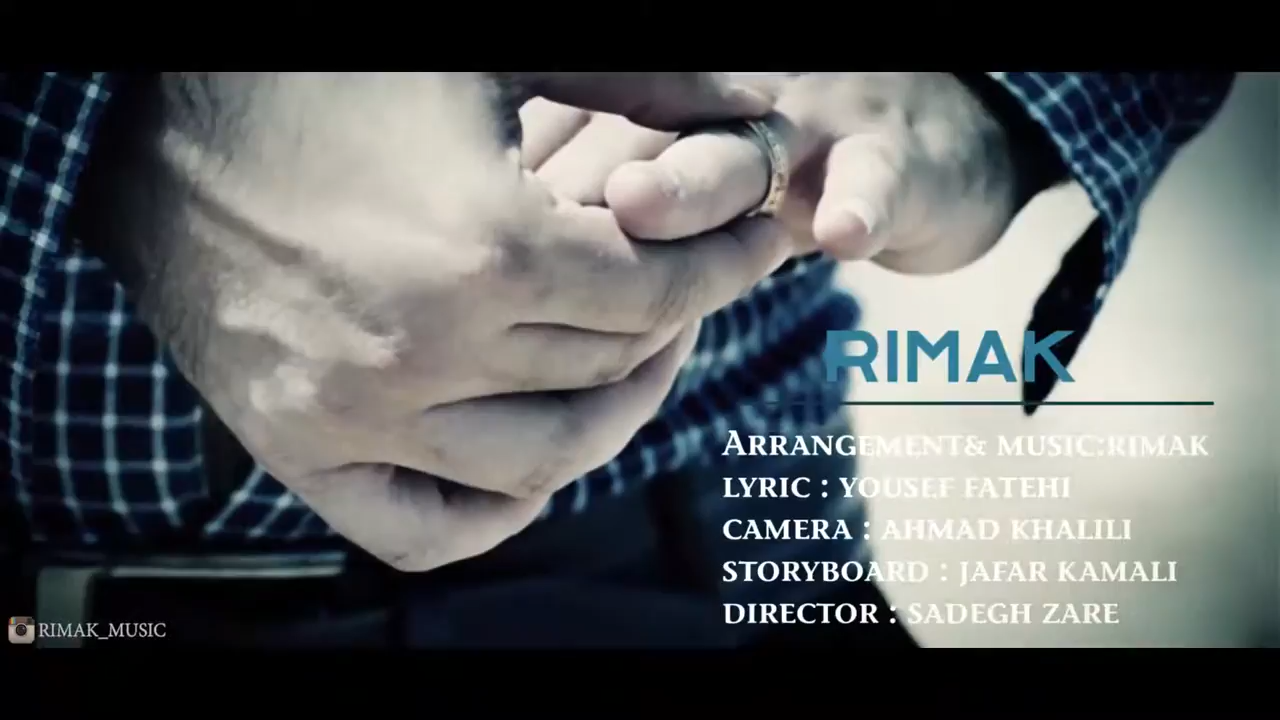 RIMAK
ARRANGEMENT& MUSIC:RIMAK
LYRIC : YOUSEF FATEHI
CAMERA : AHMAD KHALILI
STORYBOARD : JAFAR KAMALI
DIRECTOR : SADEGH ZARE
RIMAK_MUSIC